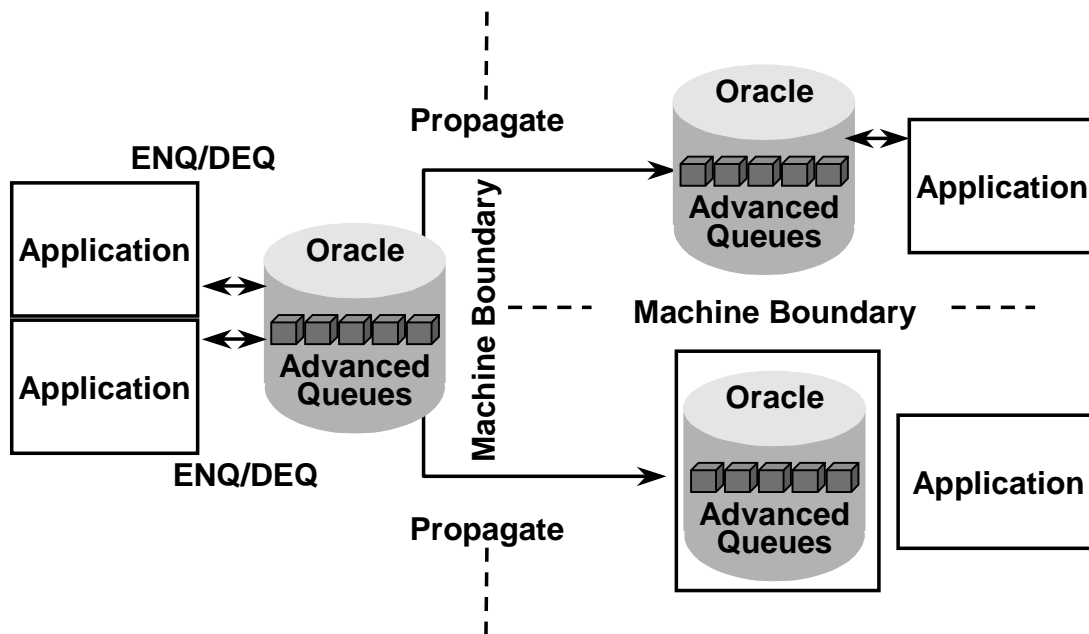 Propagate
ENQ/DEQ
Application
Application
Oracle
Advanced
Queues
ENQ/DEQ
Machine Boundary
Oracle
Advanced
Queues
Application
Machine Boundary
Oracle
Advanced
Queues
Application
Propagate